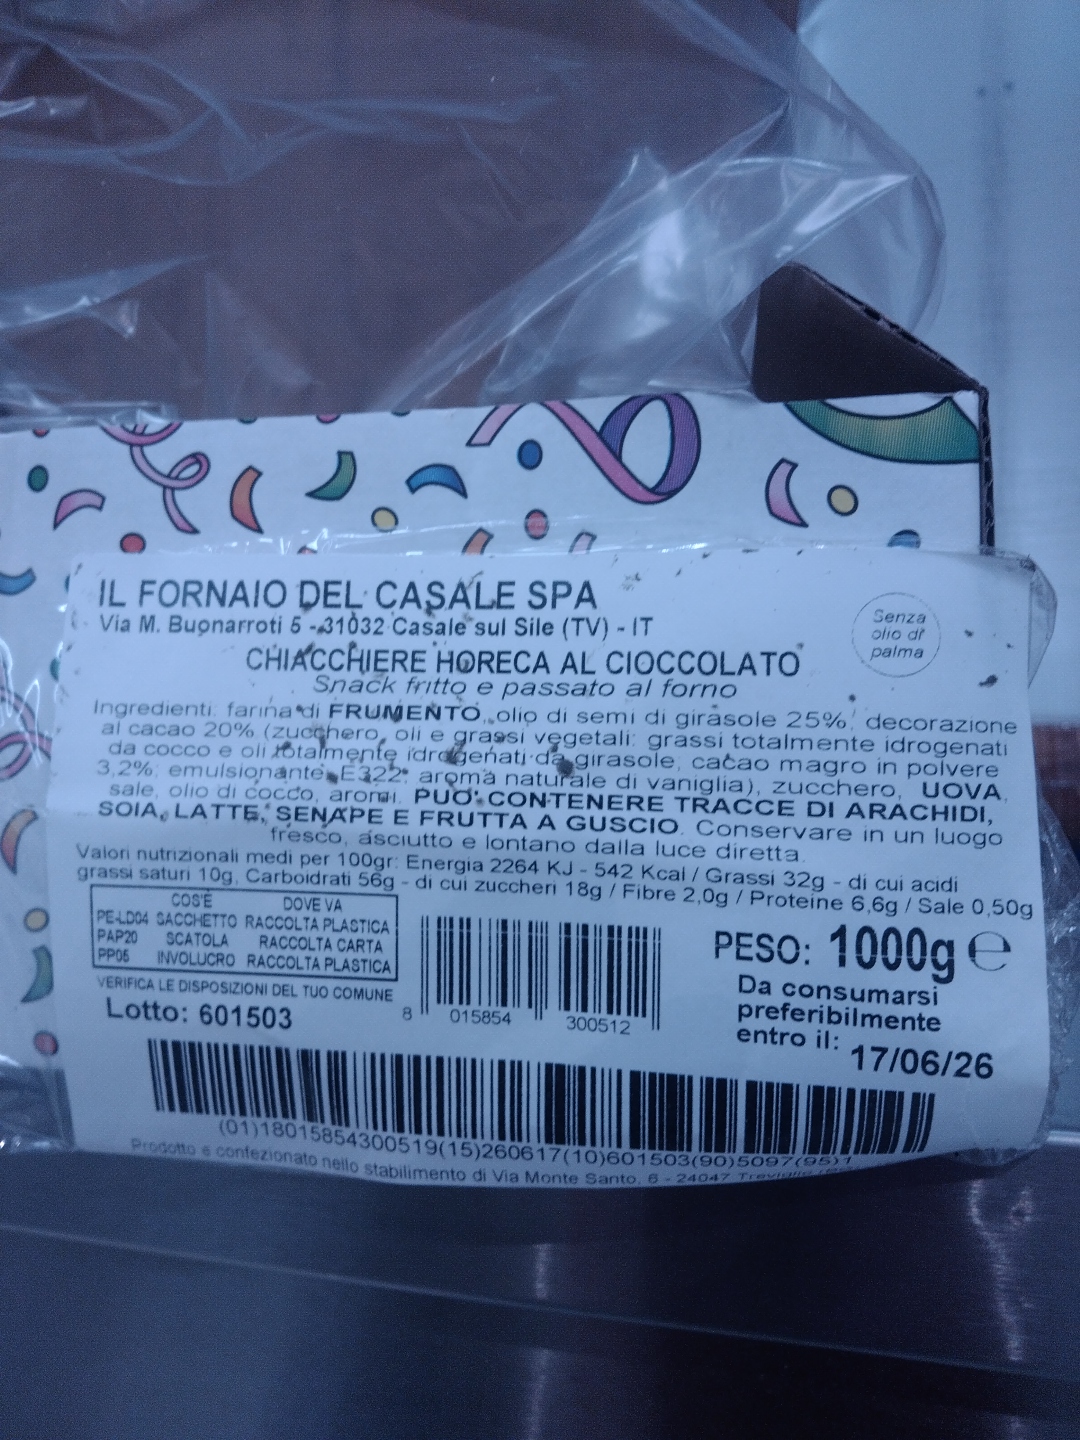 IL FORNAIO DEL CASALE SPA
Via M. Buonarroti 5 - 31032 Casale sul Sile (TV) - IT
Senza
olio di
palma
CHIACCHIERE HORECA AL CIOCCOLATO
Snack fritto e passato al forno
Ingredienti: farina di FRUMENTO, olio di semi di girasole 25%, decorazione
al cacao 20% (zucchero, oli e grassi vegetali: grassi totalmente idrogenati
da cocco e oli totalmente idrogenati da girasole, cacao magro in polvere
3,2%; emulsionante: E322; aroma naturale di vaniglia), zucchero, UOVA,
sale, olio di cocco, aromi. PUO' CONTENERE TRACCE DI ARACHIDI,
SOIA, LATTE, SENAPE E FRUTTA A GUSCIO. Conservare in un luogo
fresco, asciutto e lontano dalla luce diretta.
Valori nutrizionali medi per 100gr: Energia 2264 KJ - 542 Kcal / Grassi 32g - di cui acidi
grassi saturi 10g, Carboidrati 56g - di cui zuccheri 18g / Fibre 2,0g / Proteine 6,6g / Sale 0,50g
COS'È DOVE VA
PE-LD04 SACCHETTO RACCOLTA PLASTICA
PAP20 SCATOLA RACCOLTA CARTA
PP05 INVOLUCRO RACCOLTA PLASTICA
VERIFICA LE DISPOSIZIONI DEL TUO COMUNE
Lotto: 601503
8 015854 300512
PESO: 1000g ℮
Da consumarsi
preferibilmente
entro il: 17/06/26
(01)18015854300519(15)260617(10)601503(90)5097(95)1
Prodotto e confezionato nello stabilimento di Via Monte Santo, 6 - 24047 Treviglio